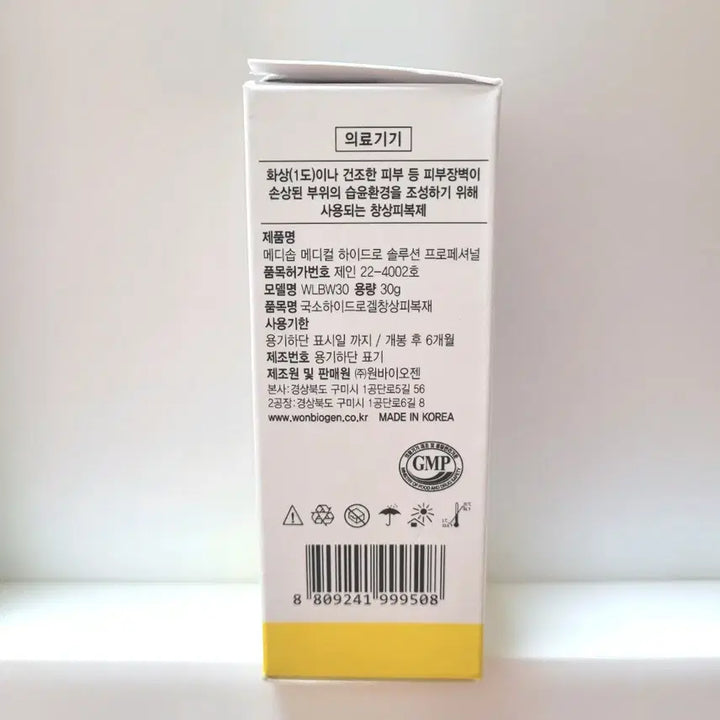 의료기기
화상(1도)이나 건조한 피부 등 피부장벽이
손상된 부위의 습윤환경을 조성하기 위해
사용되는 창상피복제
제품명
메디솝 메디컬 하이드로 솔루션 프로페셔널
품목허가번호 제인 22-4002호
모델명 WLBW30 용량 30g
품목명 국소하이드로겔창상피복재
사용기한
용기하단 표시일 까지 / 개봉 후 6개월
제조번호 용기하단 표기
제조원 및 판매원 ㈜원바이오젠
본사:경상북도 구미시 1공단로5길 56
2공장:경상북도 구미시 1공단로6길 8
www.wonbiogen.co.kr MADE IN KOREA
GMP
MINISTRY OF FOOD AND DRUG SAFETY
8 809241 999508